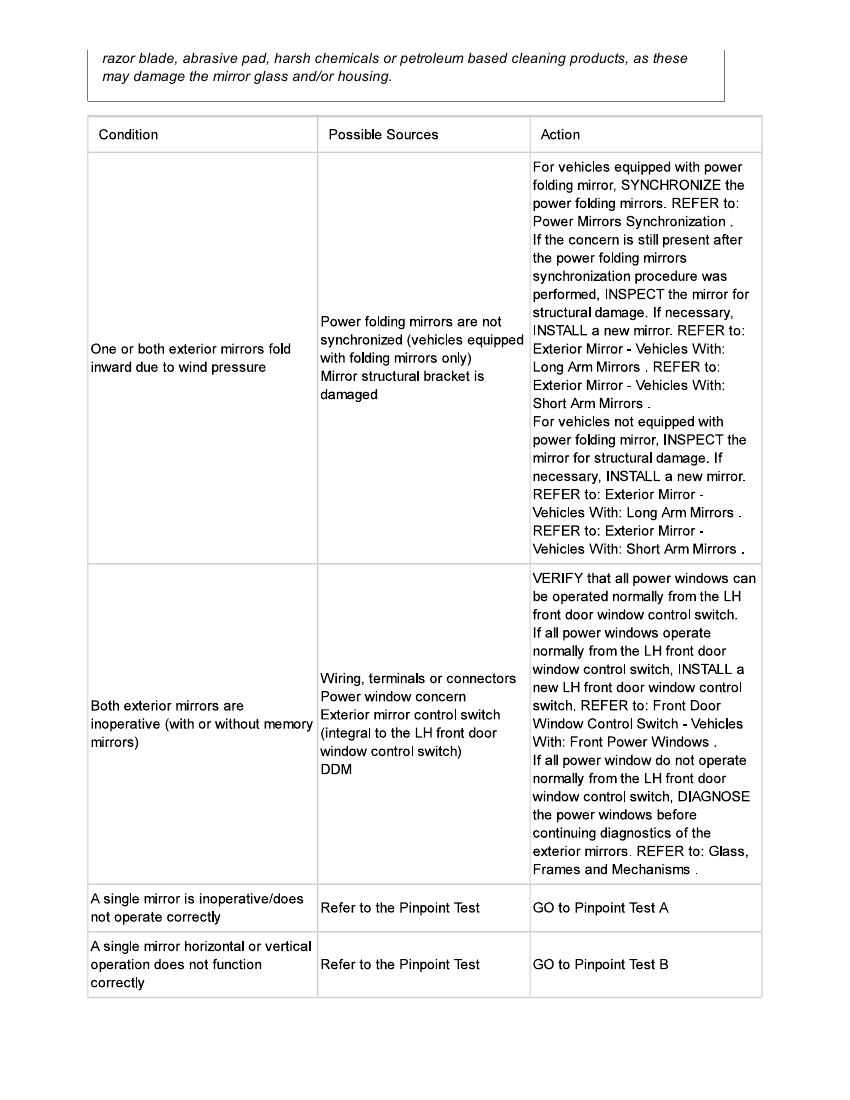 razor blade, abrasive pad, harsh chemicals or petroleum based cleaning products, as these
may damage the mirror glass and/or housing.
Condition
Possible Sources
Action
One or both exterior mirrors fold
inward due to wind pressure
Power folding mirrors are not
synchronized (vehicles equipped
with folding mirrors only)
Mirror structural bracket is
damaged
For vehicles equipped with power
folding mirror, SYNCHRONIZE the
power folding mirrors. REFER to:
Power Mirrors Synchronization .
If the concern is still present after
the power folding mirrors
synchronization procedure was
performed, INSPECT the mirror for
structural damage. If necessary,
INSTALL a new mirror. REFER to:
Exterior Mirror - Vehicles With:
Long Arm Mirrors . REFER to:
Exterior Mirror - Vehicles With:
Short Arm Mirrors .
For vehicles not equipped with
power folding mirror, INSPECT the
mirror for structural damage. If
necessary, INSTALL a new mirror.
REFER to: Exterior Mirror -
Vehicles With: Long Arm Mirrors .
REFER to: Exterior Mirror -
Vehicles With: Short Arm Mirrors .
Both exterior mirrors are
inoperative (with or without memory
mirrors)
Wiring, terminals or connectors
Power window concern
Exterior mirror control switch
(integral to the LH front door
window control switch)
DDM
VERIFY that all power windows can
be operated normally from the LH
front door window control switch.
If all power windows operate
normally from the LH front door
window control switch, INSTALL a
new LH front door window control
switch. REFER to: Front Door
Window Control Switch - Vehicles
With: Front Power Windows .
If all power window do not operate
normally from the LH front door
window control switch, DIAGNOSE
the power windows before
continuing diagnostics of the
exterior mirrors. REFER to: Glass,
Frames and Mechanisms .
A single mirror is inoperative/does
not operate correctly
Refer to the Pinpoint Test
GO to Pinpoint Test A
A single mirror horizontal or vertical
operation does not function
correctly
Refer to the Pinpoint Test
GO to Pinpoint Test B